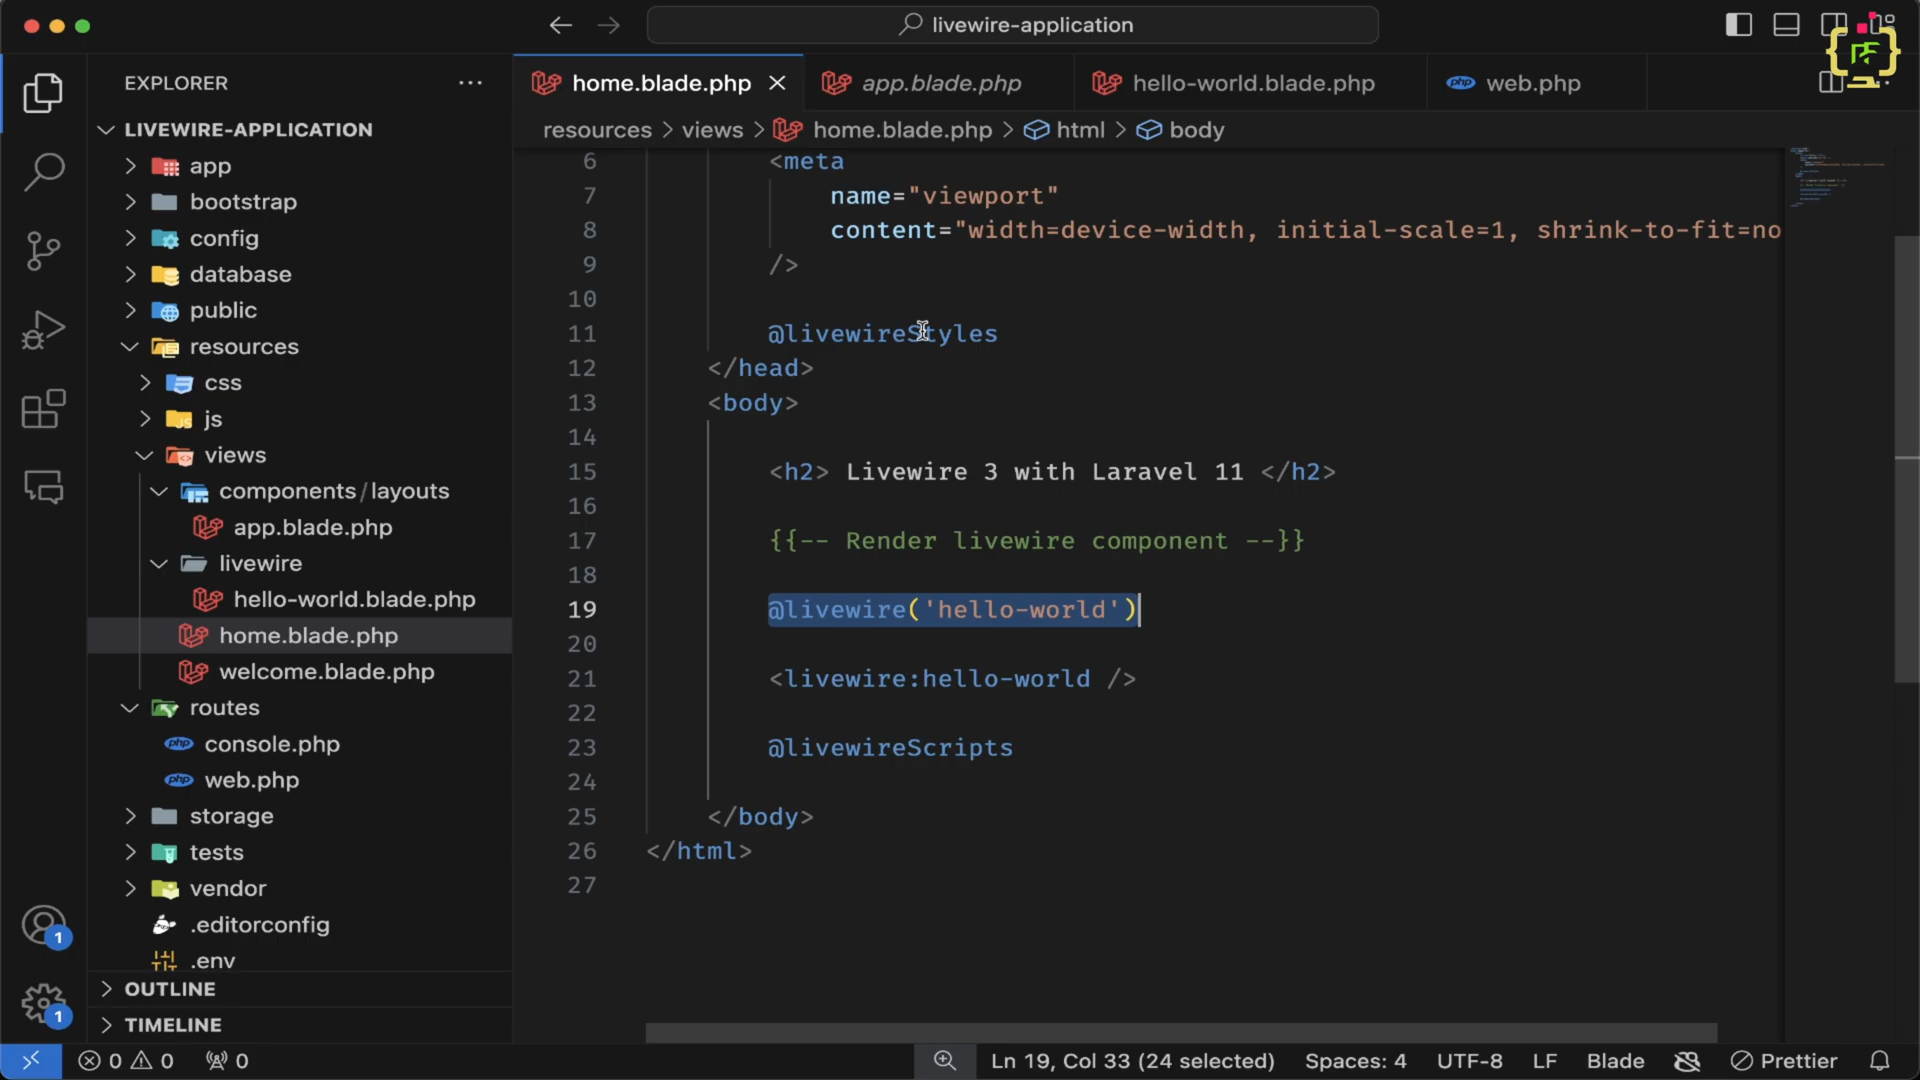 livewire-application
EXPLORER
LIVEWIRE-APPLICATION
app
bootstrap
config
database
public
resources
css
js
views
components/layouts
app.blade.php
livewire
hello-world.blade.php
home.blade.php
welcome.blade.php
routes
console.php
web.php
storage
tests
vendor
.editorconfig
.env
OUTLINE
TIMELINE
1
1
home.blade.php
app.blade.php
hello-world.blade.php
web.php
resources > views > home.blade.php > html > body
6 <meta
7 name="viewport"
8 content="width=device-width, initial-scale=1, shrink-to-fit=no
9 />
10
11 @livewireStyles
12 </head>
13 <body>
14
15 <h2> Livewire 3 with Laravel 11 </h2>
16
17 {{-- Render livewire component --}}
18
19 @livewire('hello-world')
20
21 <livewire:hello-world />
22
23 @livewireScripts
24
25 </body>
26 </html>
27
0 0 0 Ln 19, Col 33 (24 selected) Spaces: 4 UTF-8 LF Blade Prettier